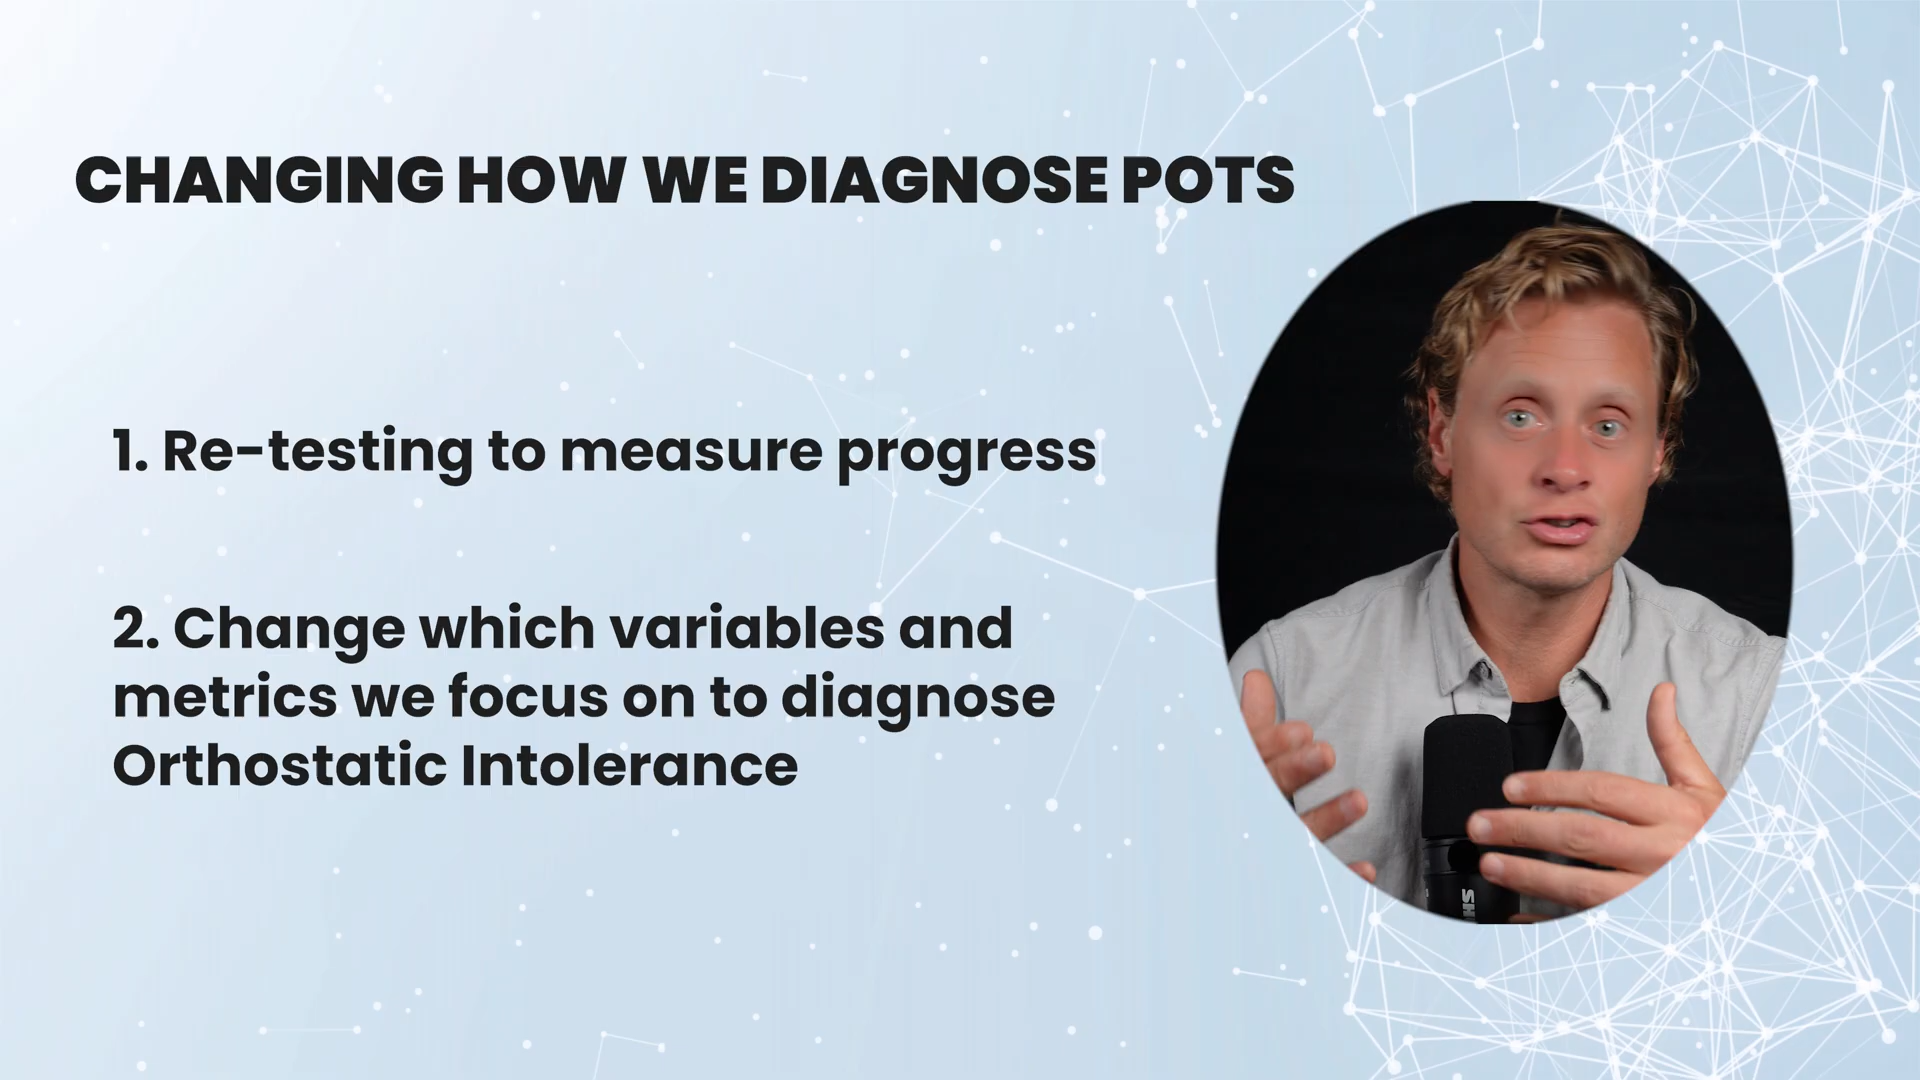 CHANGING HOW WE DIAGNOSE POTS
1. Re-testing to measure progress
2. Change which variables and
metrics we focus on to diagnose
Orthostatic Intolerance